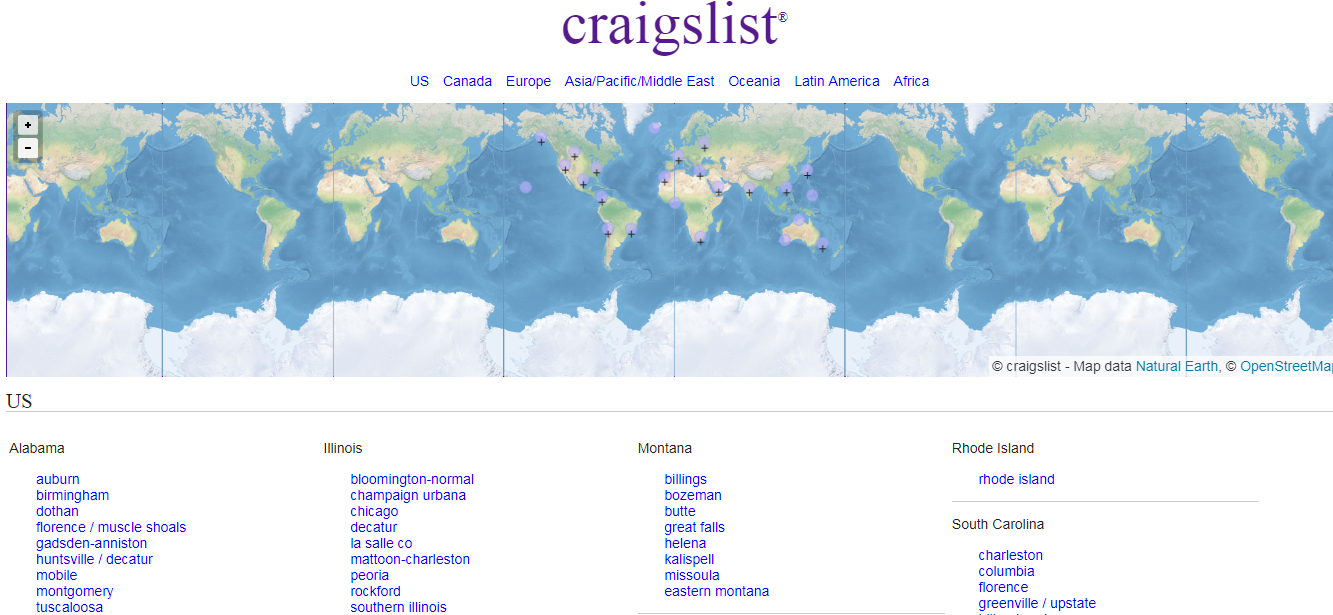 craigslist®
US Canada Europe Asia/Pacific/Middle East Oceania Latin America Africa
+
-
© craigslist - Map data Natural Earth, © OpenStreetMap
US
Alabama
auburn
birmingham
dothan
florence / muscle shoals
gadsden-anniston
huntsville / decatur
mobile
montgomery
tuscaloosa
Illinois
bloomington-normal
champaign urbana
chicago
decatur
la salle co
mattoon-charleston
peoria
rockford
southern illinois
Montana
billings
bozeman
butte
great falls
helena
kalispell
missoula
eastern montana
Rhode Island
rhode island
South Carolina
charleston
columbia
florence
greenville / upstate